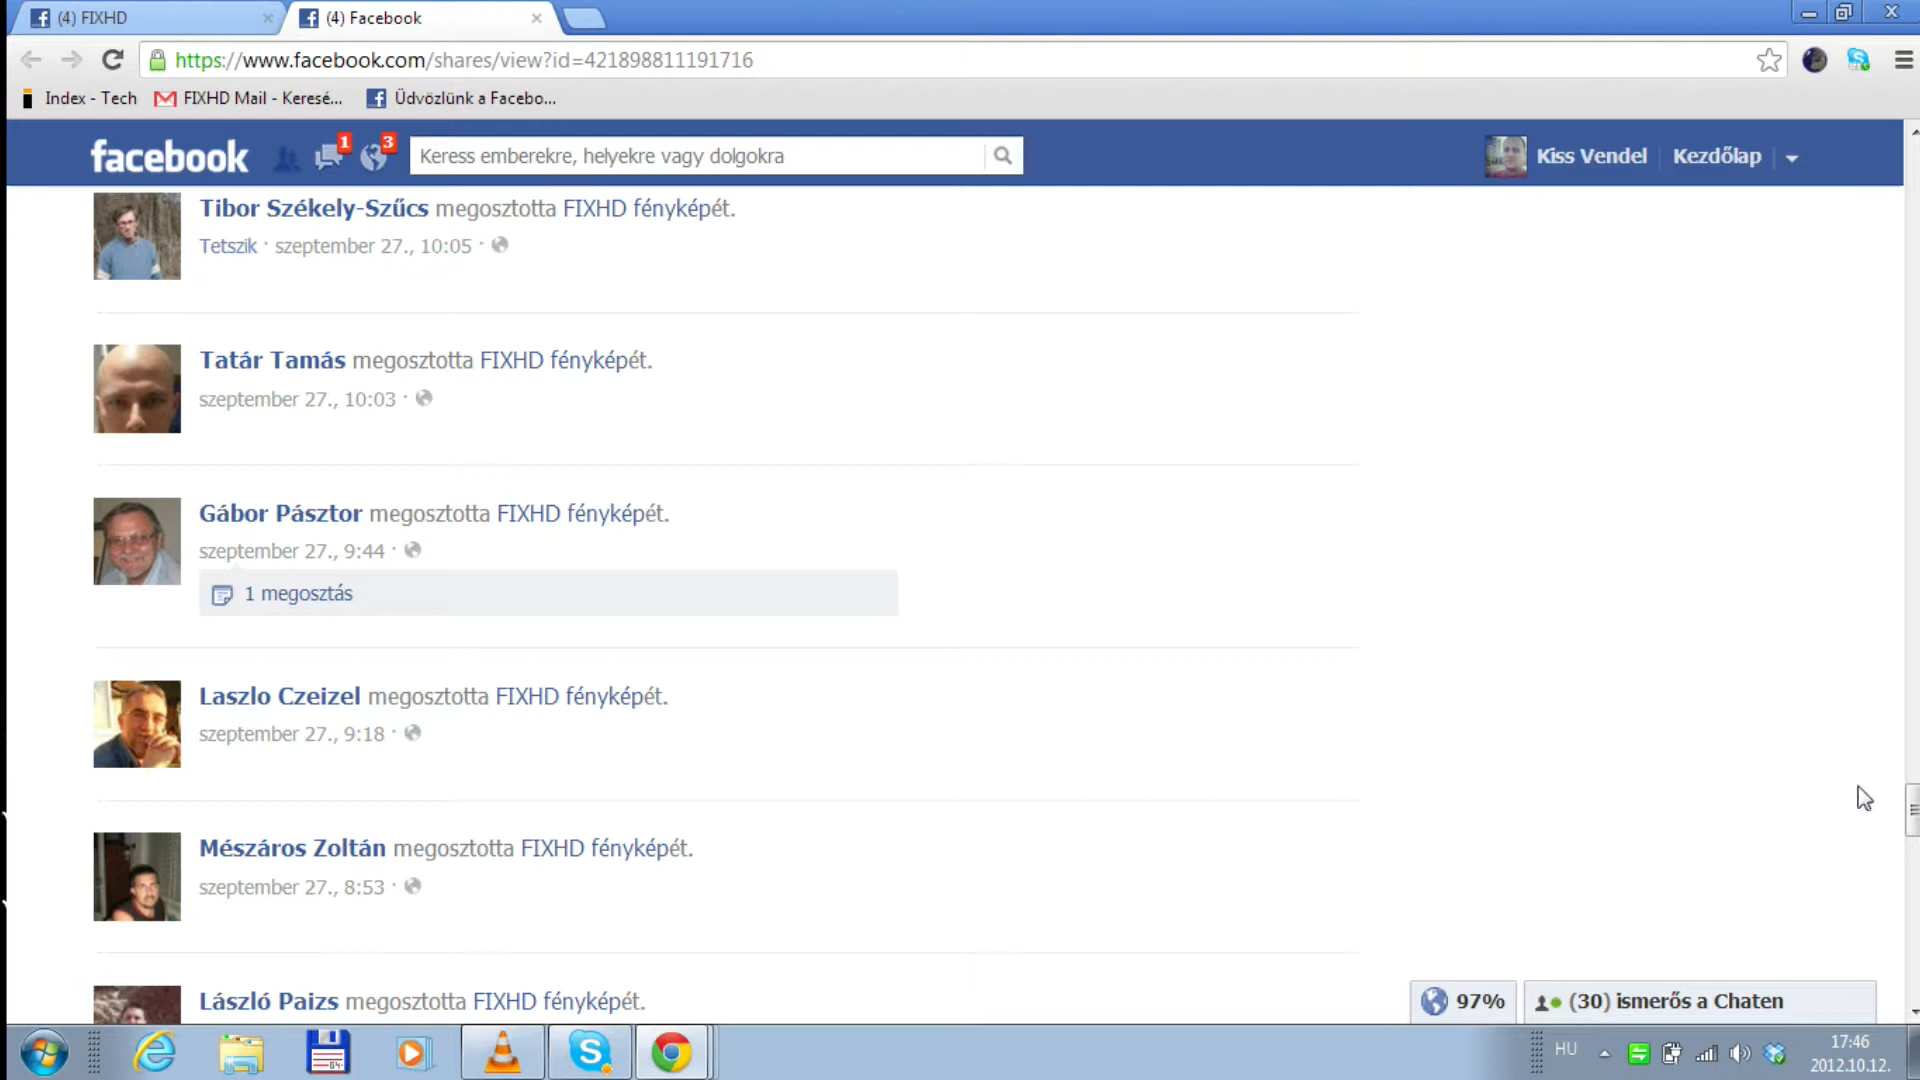 (4) FIXHD
(4) Facebook
https://www.facebook.com/shares/view?id=421898811191716
Index - Tech
FIXHD Mail - Keresé...
Üdvözlünk a Facebo...
facebook
1
3
Keress emberekre, helyekre vagy dolgokra
Kiss Vendel
Kezdőlap
Tibor Székely-Szűcs megosztotta FIXHD fényképét.
Tetszik · szeptember 27., 10:05 ·
Tatár Tamás megosztotta FIXHD fényképét.
szeptember 27., 10:03 ·
Gábor Pásztor megosztotta FIXHD fényképét.
szeptember 27., 9:44 ·
1 megosztás
Laszlo Czeizel megosztotta FIXHD fényképét.
szeptember 27., 9:18 ·
Mészáros Zoltán megosztotta FIXHD fényképét.
szeptember 27., 8:53 ·
László Paizs megosztotta FIXHD fényképét.
97%
(30) ismerős a Chaten
64
HU
17:46
2012.10.12.